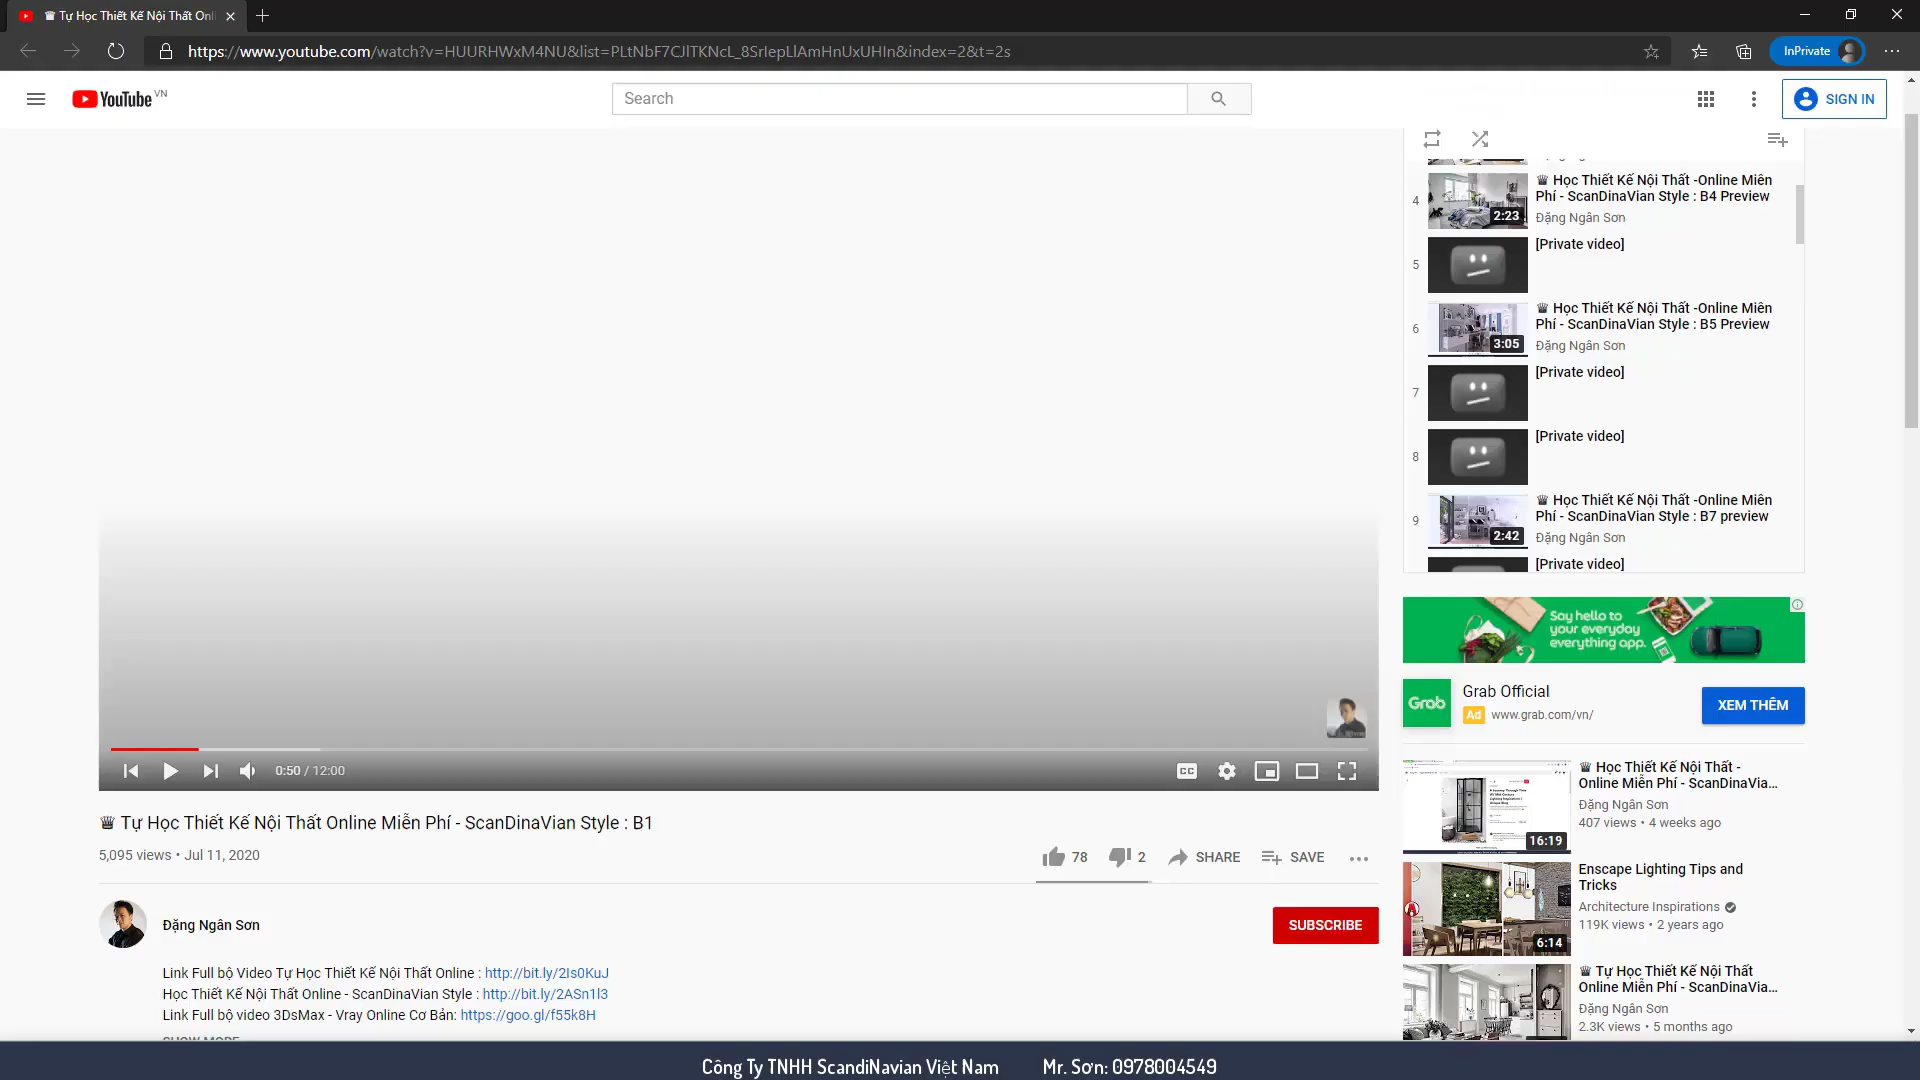 ♛ Tự Học Thiết Kế Nội Thất Onli
https://www.youtube.com/watch?v=HUURHWxM4NU&list=PLtNbF7CJlTKNcL_8SrIepLlAmHnUxUHIn&index=2&t=2s
InPrivate
YouTube VN
Search
SIGN IN
4
2:23
♛ Học Thiết Kế Nội Thất -Online Miên
Phí - ScanDinaVian Style : B4 Preview
Đặng Ngân Sơn
5
[Private video]
6
3:05
♛ Học Thiết Kế Nội Thất -Online Miên
Phí - ScanDinaVian Style : B5 Preview
Đặng Ngân Sơn
7
[Private video]
8
[Private video]
9
2:42
♛ Học Thiết Kế Nội Thất -Online Miên
Phí - ScanDinaVian Style : B7 preview
Đặng Ngân Sơn
[Private video]
Say hello to
your everyday
everything app.
Grab
Grab Official
Ad www.grab.com/vn/
XEM THÊM
0:50 / 12:00
CC
♛ Tự Học Thiết Kế Nội Thất Online Miễn Phí - ScanDinaVian Style : B1
5,095 views • Jul 11, 2020
78
2
SHARE
SAVE
Đặng Ngân Sơn
SUBSCRIBE
Link Full bộ Video Tự Học Thiết Kế Nội Thất Online : http://bit.ly/2Is0KuJ
Học Thiết Kế Nội Thất Online - ScanDinaVian Style : http://bit.ly/2ASn1l3
Link Full bộ video 3DsMax - Vray Online Cơ Bản: https://goo.gl/f55k8H
SHOW MORE
16:19
♛ Học Thiết Kế Nội Thất -
Online Miễn Phí - ScanDinaVia...
Đặng Ngân Sơn
407 views • 4 weeks ago
6:14
Enscape Lighting Tips and
Tricks
Architecture Inspirations
119K views • 2 years ago
♛ Tự Học Thiết Kế Nội Thất
Online Miễn Phí - ScanDinaVia...
Đặng Ngân Sơn
2.3K views • 5 months ago
Công Ty TNHH ScandiNavian Việt Nam Mr. Sơn: 0978004549